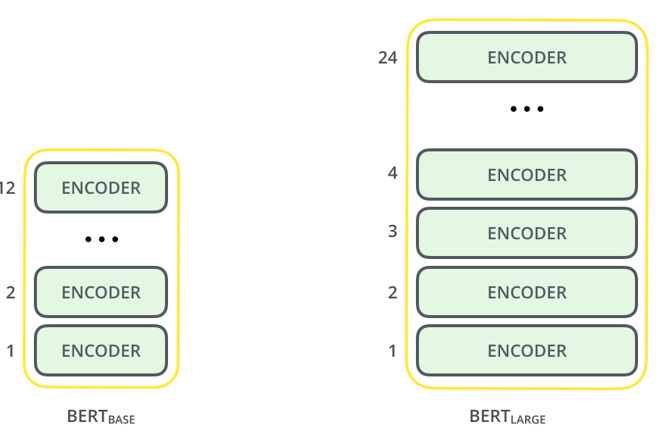 12 ENCODER
...
2 ENCODER
1 ENCODER
BERTBASE
24 ENCODER
...
4 ENCODER
3 ENCODER
2 ENCODER
1 ENCODER
BERTLARGE